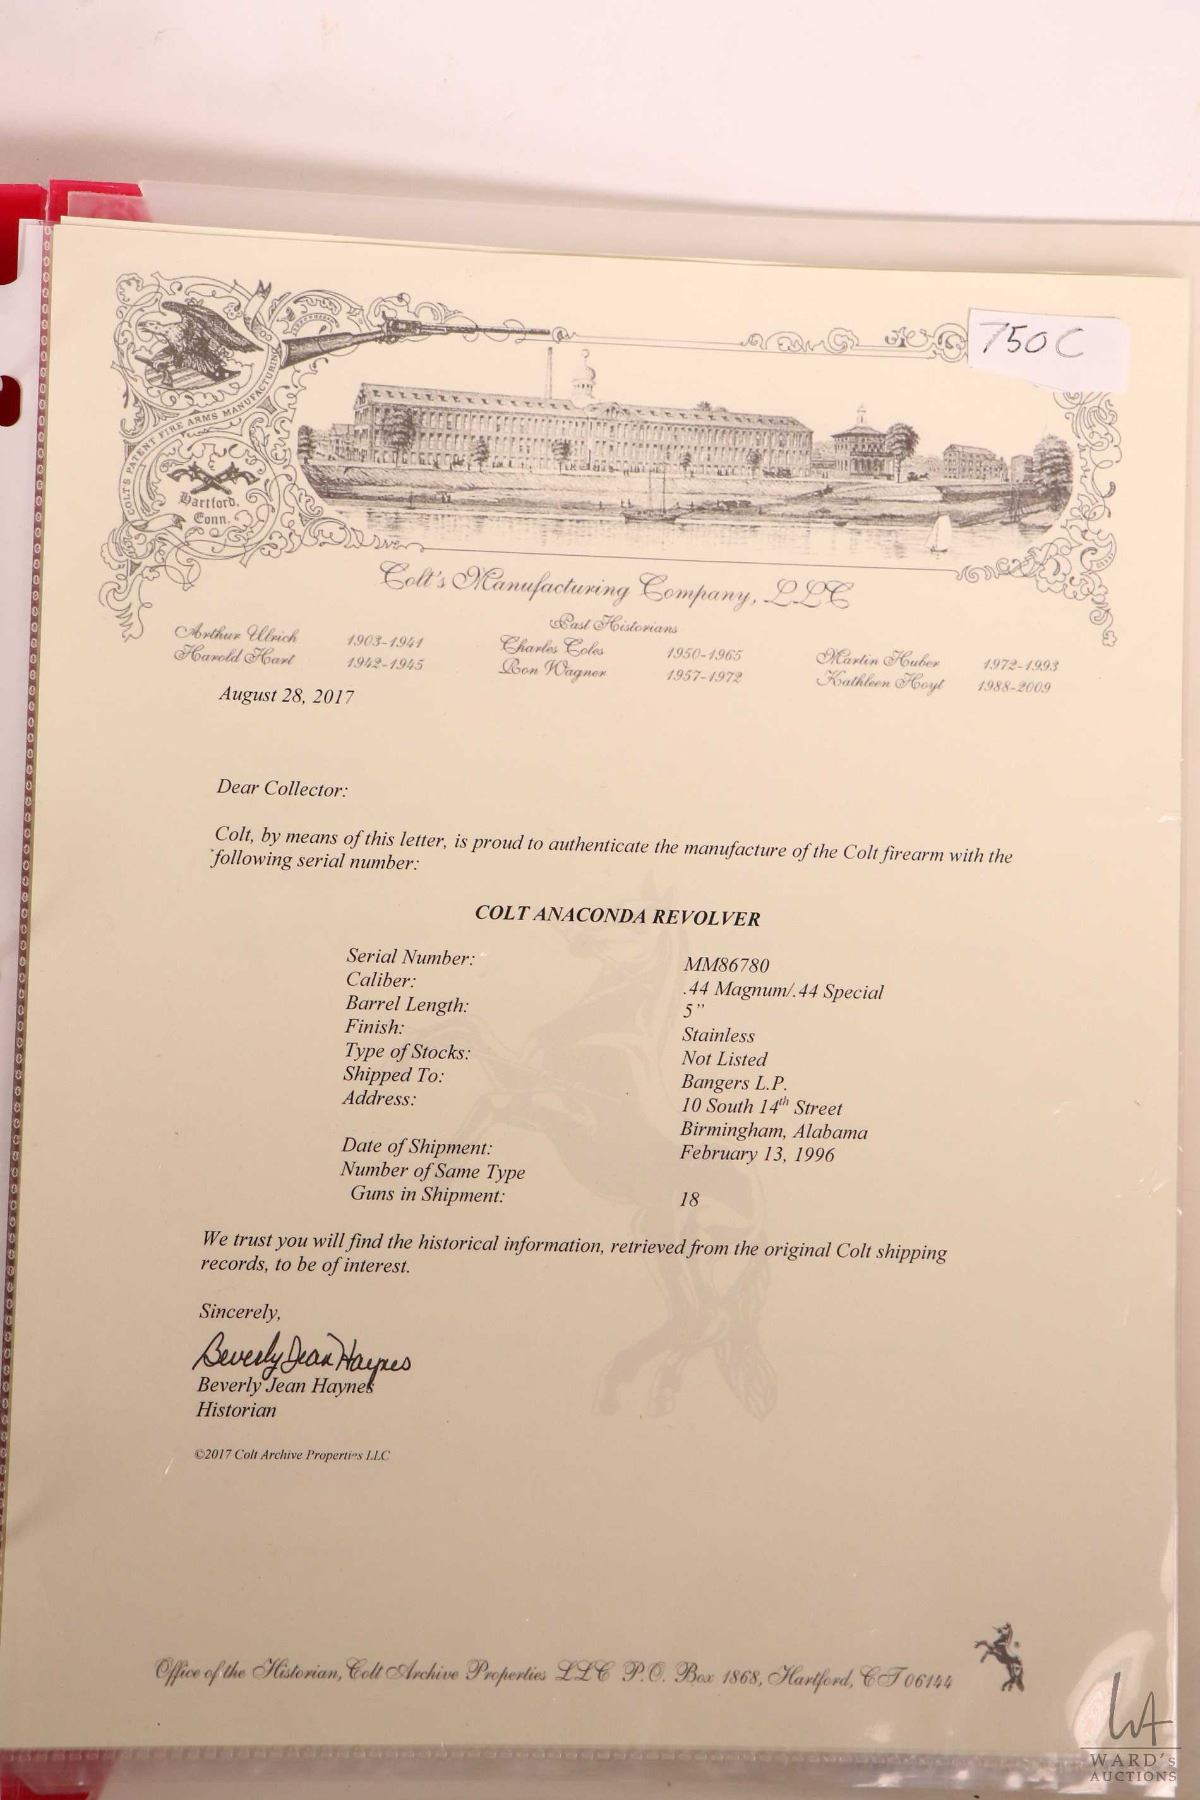 750C
COLT'S PATENT FIRE ARMS MANUFACTURING CO.
Hartford,
Conn.
Colt's Manufacturing Company, LLC
Past Historians
Arthur Ulrich 1903-1941 Charles Coles 1950-1965 Martin Huber 1972-1993
Harold Hart 1942-1945 Ron Wagner 1957-1972 Kathleen Hoyt 1988-2009
August 28, 2017
Dear Collector:
Colt, by means of this letter, is proud to authenticate the manufacture of the Colt firearm with the
following serial number:
COLT ANACONDA REVOLVER
Serial Number: MM86780
Caliber: .44 Magnum/.44 Special
Barrel Length: 5"
Finish: Stainless
Type of Stocks: Not Listed
Shipped To: Bangers L.P.
Address: 10 South 14th Street
Birmingham, Alabama
Date of Shipment: February 13, 1996
Number of Same Type
Guns in Shipment: 18
We trust you will find the historical information, retrieved from the original Colt shipping
records, to be of interest.
Sincerely,
Beverly Jean Haynes
Beverly Jean Haynes
Historian
©2017 Colt Archive Properties LLC
Office of the Historian, Colt Archive Properties LLC P.O. Box 1868, Hartford, CT 06144
WA
WARD'S
AUCTIONS